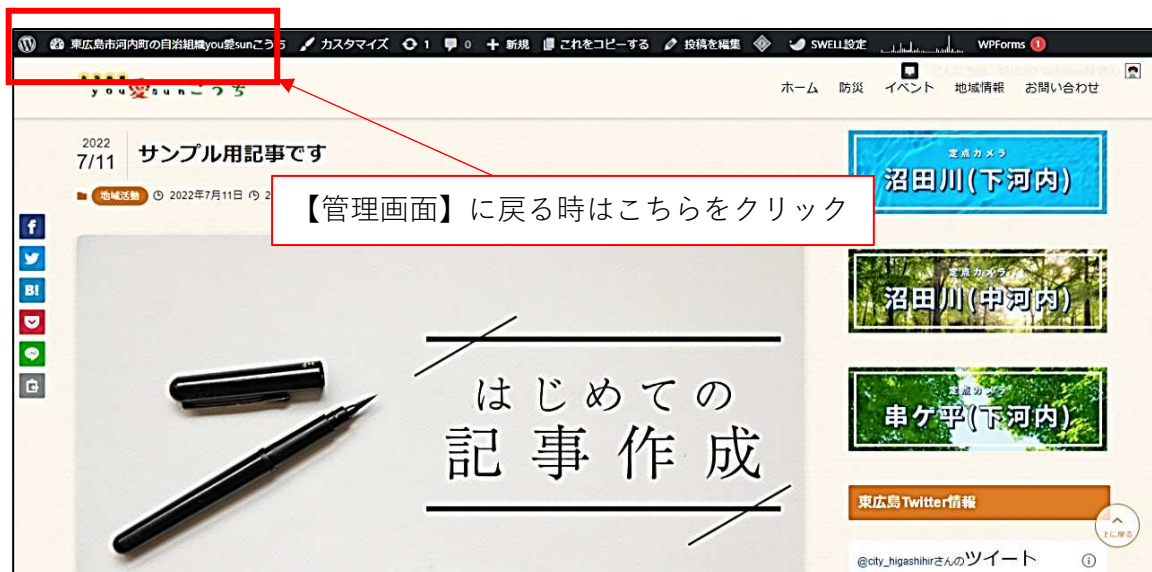 東広島市河内町の自治組織you愛sunこうち カスタマイズ 1 0 新規 これをコピーする 投稿を編集 SWELL設定 WPForms 1
you愛sunこうち
ホーム 防災 イベント 地域情報 お問い合わせ
2022
7/11
サンプル用記事です
地域活動 2022年7月11日 2
【管理画面】に戻る時はこちらをクリック
はじめての
記事作成
定点カメラ
沼田川(下河内)
定点カメラ
沼田川(中河内)
定点カメラ
串ケ平(下河内)
東広島Twitter情報
上に戻る
@city_higashihirさんのツイート